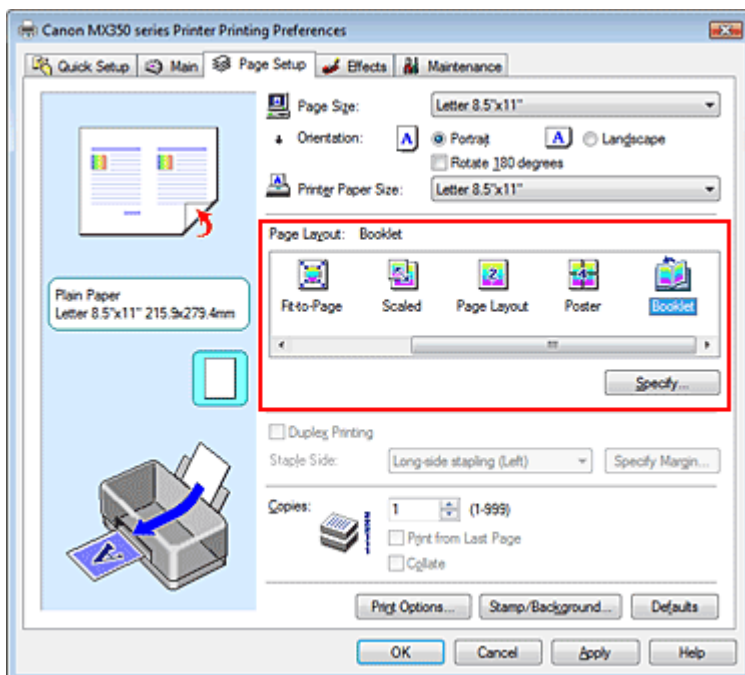 Canon MX350 series Printer Printing Preferences
Quick Setup Main Page Setup Effects Maintenance
Page Size: Letter 8.5"x11"
Orientation: A Portrait A Landscape
Rotate 180 degrees
Printer Paper Size: Letter 8.5"x11"
Page Layout: Booklet
Fit-to-Page Scaled Page Layout Poster Booklet
Plain Paper
Letter 8.5"x11" 215.9x279.4mm
Specify...
Duplex Printing
Staple Side: Long-side stapling (Left) Specify Margin...
Copies: 1 (1-999)
Print from Last Page
Collate
Print Options... Stamp/Background... Defaults
OK Cancel Apply Help